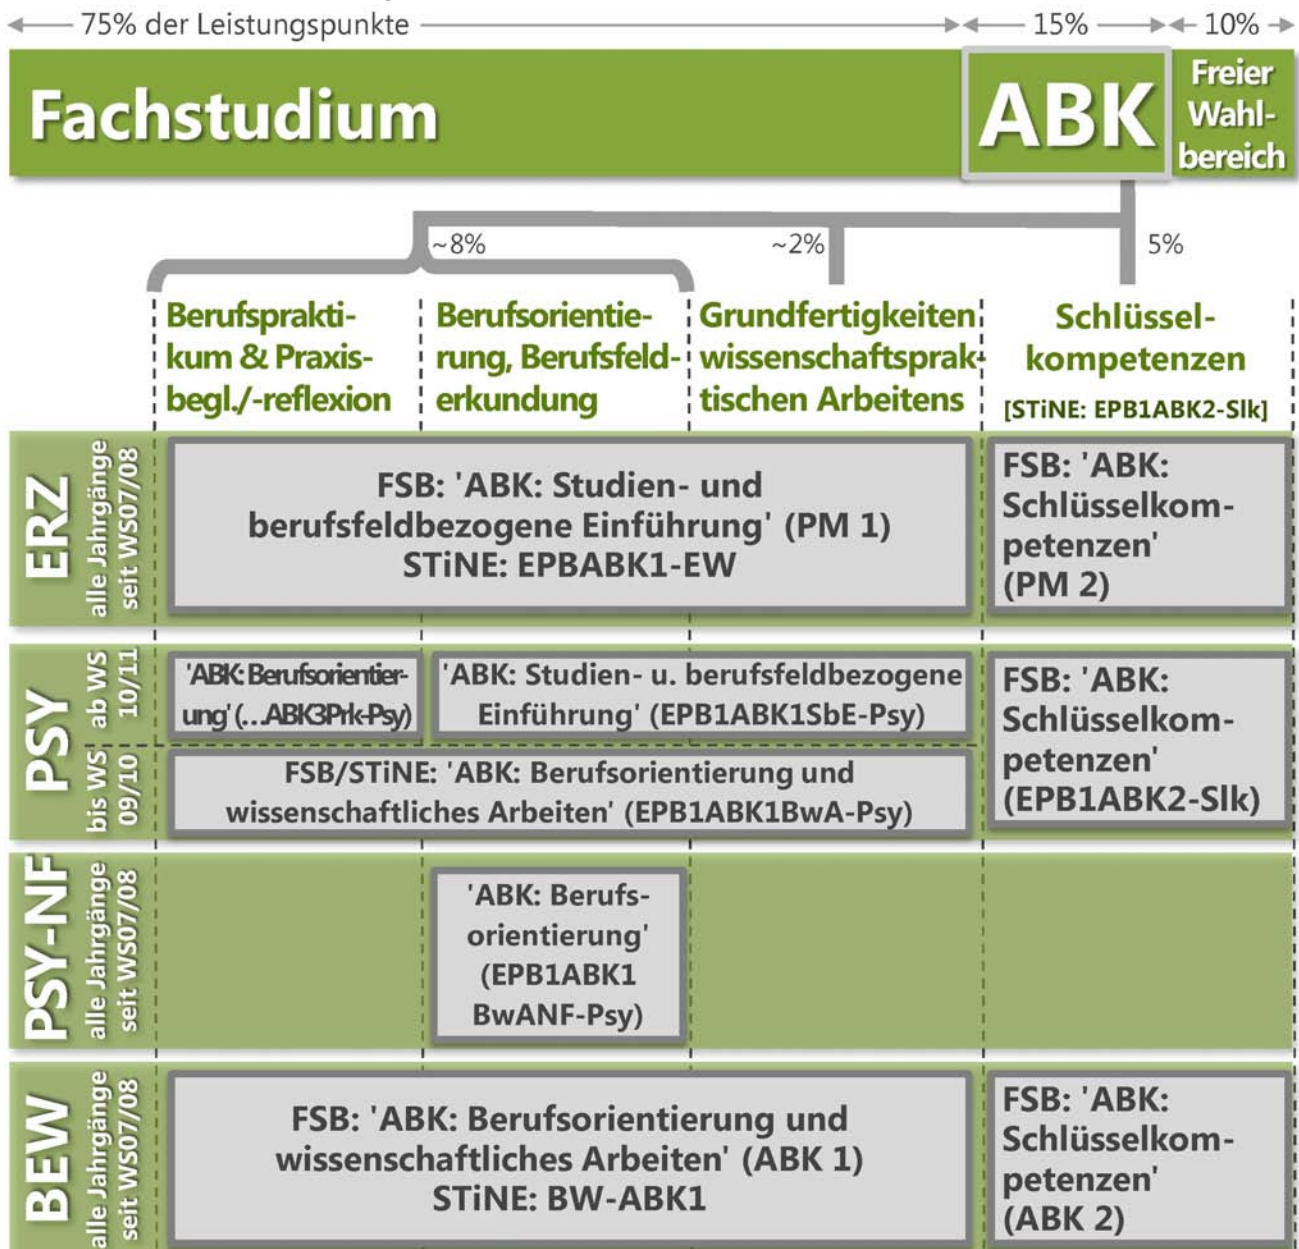 75% der Leistungspunkte
15%
10%
Fachstudium
ABK
Freier
Wahl-
bereich
~8%
~2%
5%
Berufsprakti-
kum & Praxis-
begl./-reflexion
Berufsorientie-
rung, Berufsfeld-
erkundung
Grundfertigkeiten
wissenschaftsprak-
tischen Arbeitens
Schlüssel-
kompetenzen
[STiNE: EPB1ABK2-Slk]
ERZ
alle Jahrgänge
seit WS07/08
FSB: 'ABK: Studien- und
berufsfeldbezogene Einführung' (PM 1)
STiNE: EPBABK1-EW
FSB: 'ABK:
Schlüsselkom-
petenzen'
(PM 2)
PSY
ab WS
10/11
'ABK: Berufsorientier-
ung' (...ABK3Prk-Psy)
'ABK: Studien- u. berufsfeldbezogene
Einführung' (EPB1ABK1SbE-Psy)
bis WS
09/10
FSB/STiNE: 'ABK: Berufsorientierung und
wissenschaftliches Arbeiten' (EPB1ABK1BwA-Psy)
FSB: 'ABK:
Schlüsselkom-
petenzen'
(EPB1ABK2-Slk)
PSY-NF
alle Jahrgänge
seit WS07/08
'ABK: Berufs-
orientierung'
(EPB1ABK1
BwANF-Psy)
BEW
alle Jahrgänge
seit WS07/08
FSB: 'ABK: Berufsorientierung und
wissenschaftliches Arbeiten' (ABK 1)
STiNE: BW-ABK1
FSB: 'ABK:
Schlüsselkom-
petenzen'
(ABK 2)